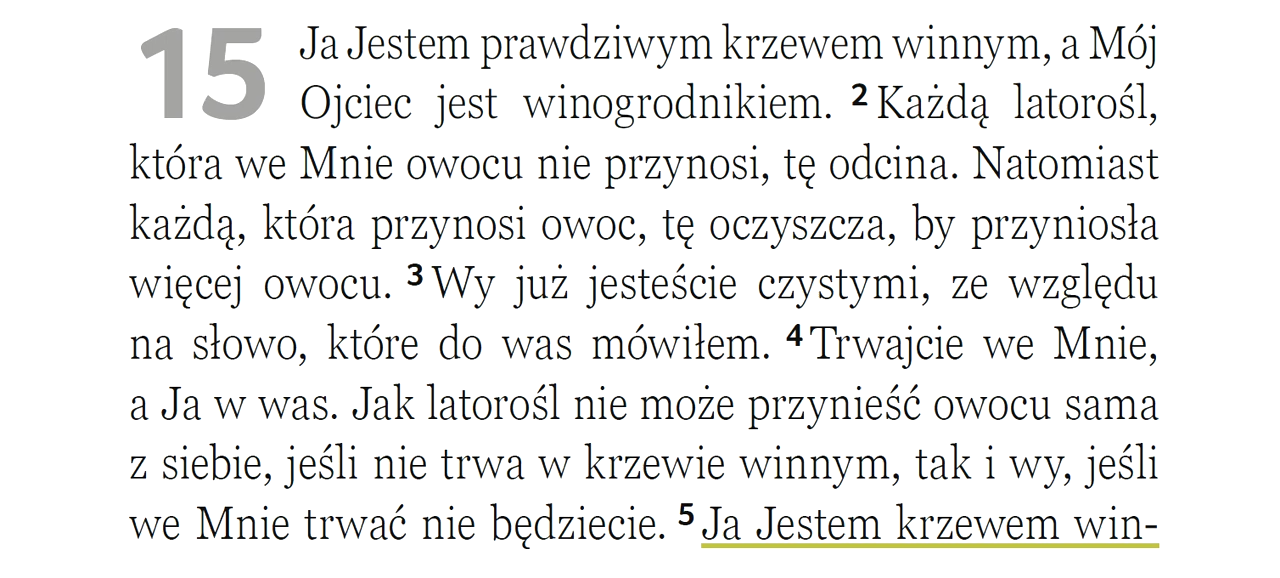 15 Ja Jestem prawdziwym krzewem winnym, a Mój
Ojciec jest winogrodnikiem. 2 Każdą latorośl,
która we Mnie owocu nie przynosi, tę odcina. Natomiast
każdą, która przynosi owoc, tę oczyszcza, by przyniosła
więcej owocu. 3 Wy już jesteście czystymi, ze względu
na słowo, które do was mówiłem. 4 Trwajcie we Mnie,
a Ja w was. Jak latorośl nie może przynieść owocu sama
z siebie, jeśli nie trwa w krzewie winnym, tak i wy, jeśli
we Mnie trwać nie będziecie. 5 Ja Jestem krzewem win-